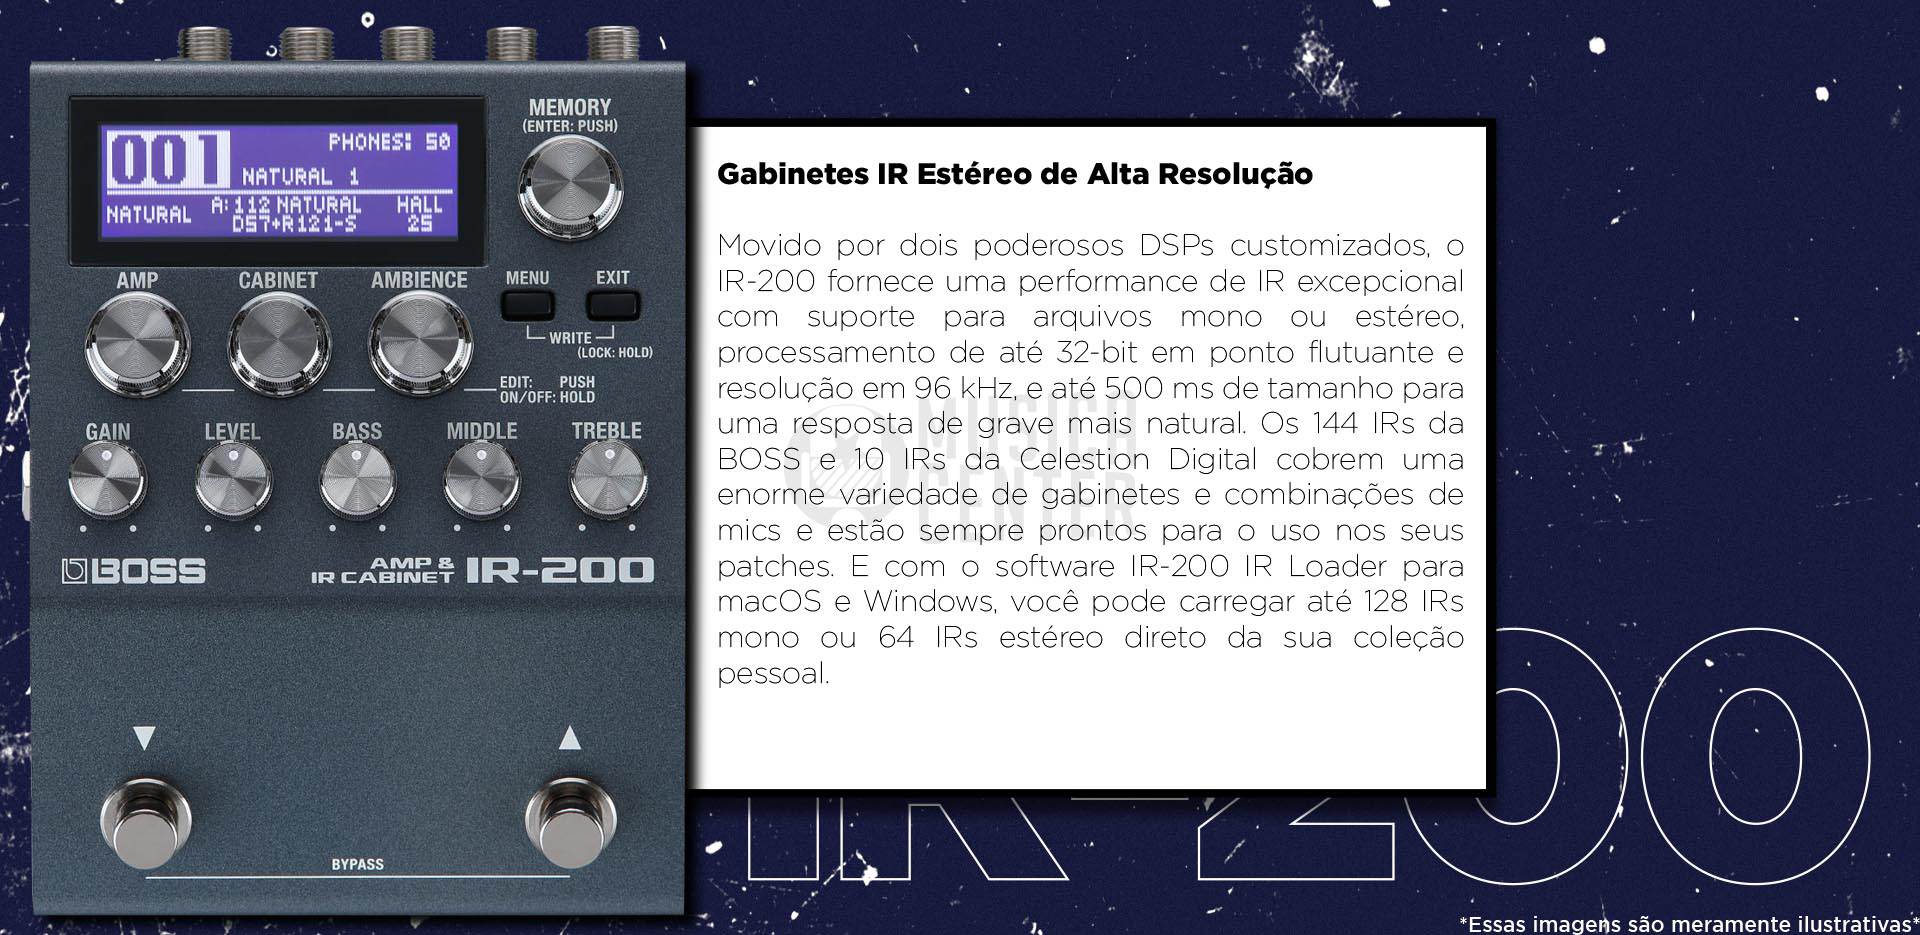 MEMORY
(ENTER: PUSH)
001
PHONES: 50
NATURAL 1
NATURAL
A: 112 NATURAL
D57+R121-S
HALL
25
AMP
CABINET
AMBIENCE
MENU
EXIT
WRITE
(LOCK: HOLD)
EDIT: PUSH
ON/OFF: HOLD
GAIN
LEVEL
BASS
MIDDLE
TREBLE
BOSS
AMP &
IR CABINET
IR-200
▼
▲
BYPASS
Gabinetes IR Estéreo de Alta Resolução
Movido por dois poderosos DSPs customizados, o
IR-200 fornece uma performance de IR excepcional
com suporte para arquivos mono ou estéreo,
processamento de até 32-bit em ponto flutuante e
resolução em 96 kHz, e até 500 ms de tamanho para
uma resposta de grave mais natural. Os 144 IRs da
BOSS e 10 IRs da Celestion Digital cobrem uma
enorme variedade de gabinetes e combinações de
mics e estão sempre prontos para o uso nos seus
patches. E com o software IR-200 IR Loader para
macOS e Windows, você pode carregar até 128 IRs
mono ou 64 IRs estéreo direto da sua coleção
pessoal.
MUSICA
CENTER
IR-200
*Essas imagens são meramente ilustrativas*